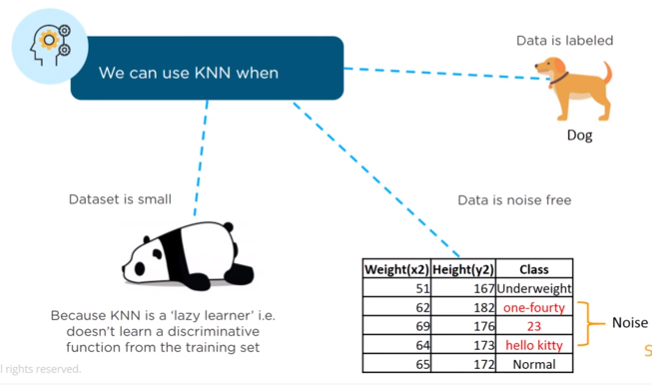 We can use KNN when
Data is labeled
Dog
Dataset is small
Because KNN is a 'lazy learner' i.e.
doesn't learn a discriminative
function from the training set
Data is noise free
Weight(x2) Height(y2) Class
51 167 Underweight
62 182 one-fourty
69 176 23
64 173 hello kitty
65 172 Normal
Noise
S
l rights reserved.